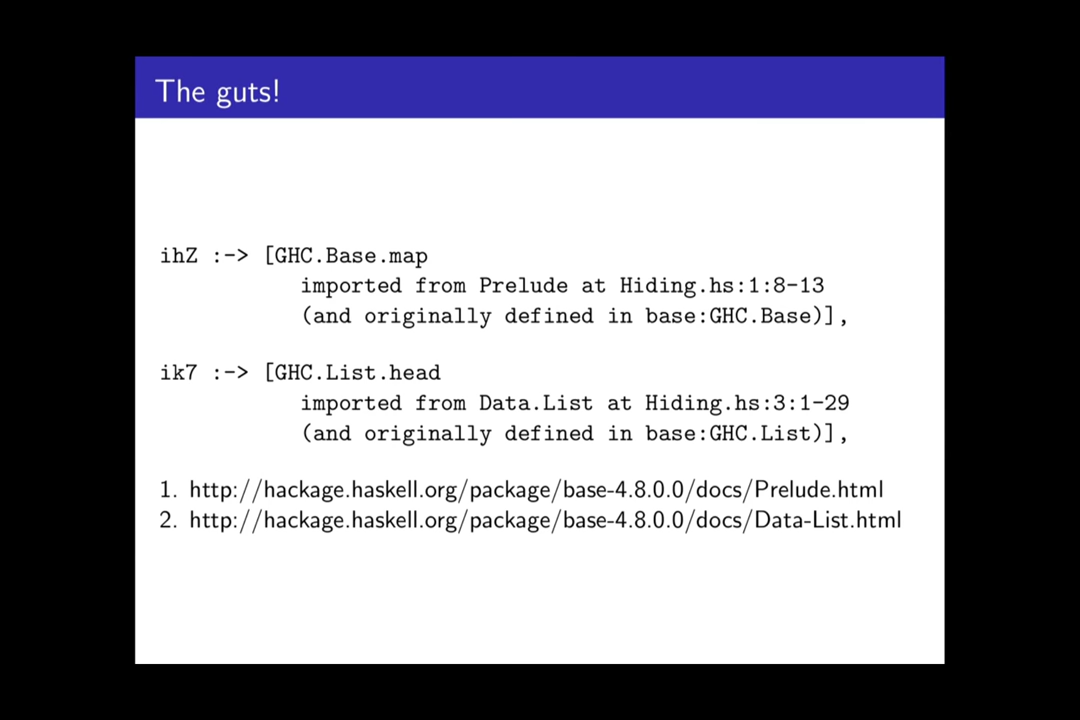 The guts!
ihZ :-> [GHC.Base.map
imported from Prelude at Hiding.hs:1:8-13
(and originally defined in base:GHC.Base)],
ik7 :-> [GHC.List.head
imported from Data.List at Hiding.hs:3:1-29
(and originally defined in base:GHC.List)],
1. http://hackage.haskell.org/package/base-4.8.0.0/docs/Prelude.html
2. http://hackage.haskell.org/package/base-4.8.0.0/docs/Data-List.html